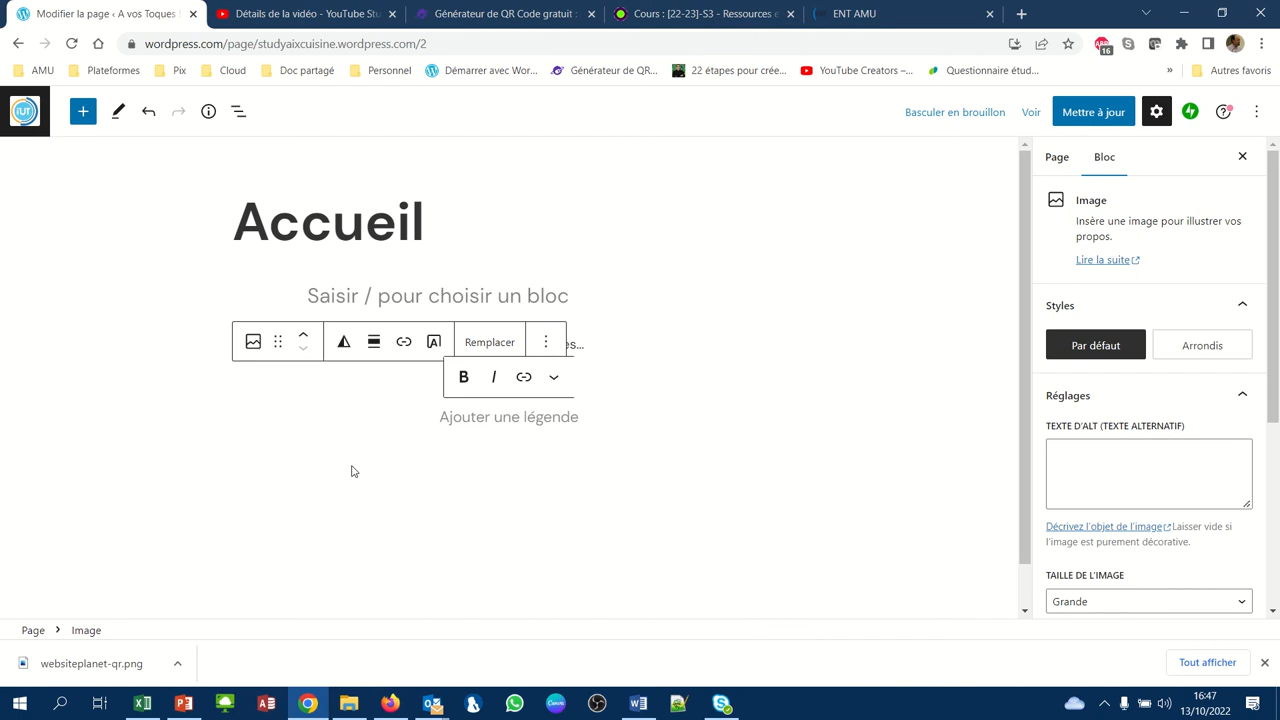 Modifier la page < A vos Toques
Détails de la vidéo - YouTube Stu
Générateur de QR Code gratuit :
Cours : [22-23]-S3 - Ressources e
ENT AMU
wordpress.com/page/studyaixcuisine.wordpress.com/2
16
AMU
Plateformes
Pix
Cloud
Doc partagé
Personnel
Démarrer avec Wor...
Générateur de QR...
22 étapes pour crée...
YouTube Creators –...
Questionnaire étud...
»
Autres favoris
iUT
Basculer en brouillon
Voir
Mettre à jour
Page
Bloc
Accueil
Image
Insère une image pour illustrer vos
propos.
Lire la suite
Saisir / pour choisir un bloc
Styles
Remplacer
es...
Par défaut
Arrondis
B I
Réglages
Ajouter une légende
TEXTE D'ALT (TEXTE ALTERNATIF)
Décrivez l'objet de l'image Laisser vide si
l'image est purement décorative.
TAILLE DE L'IMAGE
Grande
Page > Image
websiteplanet-qr.png
Tout afficher
16:47
13/10/2022